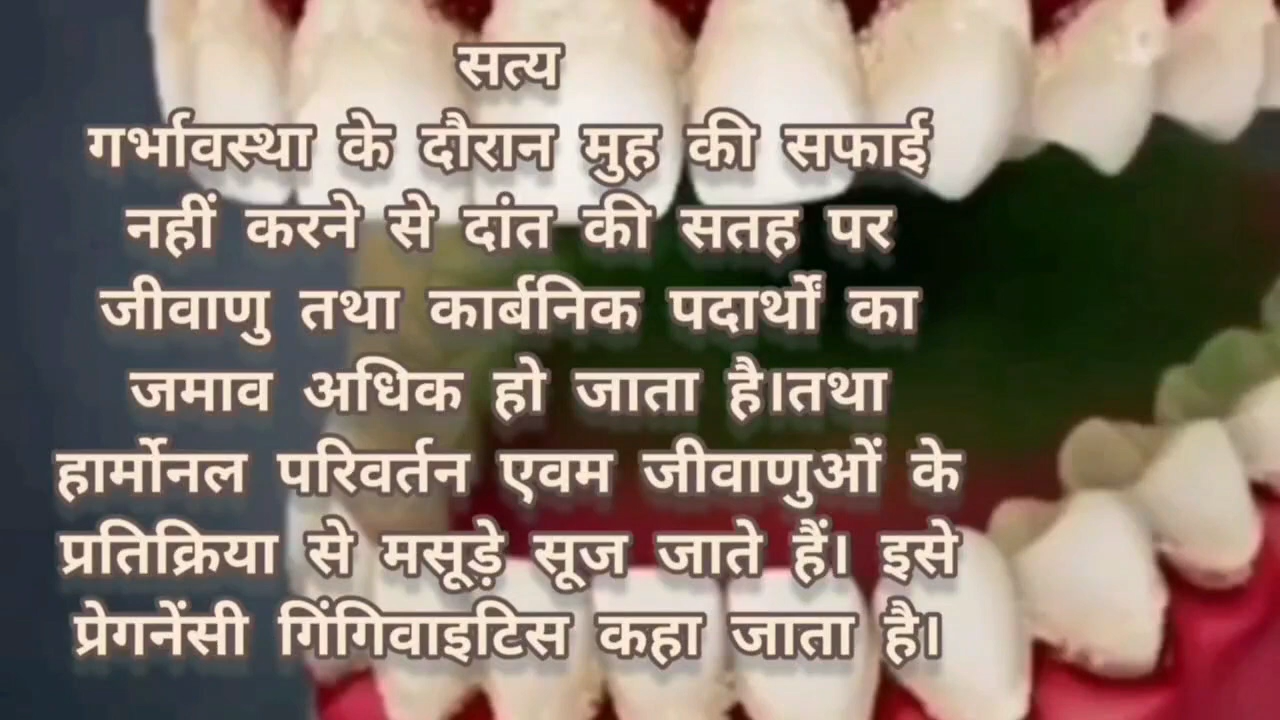 सत्य
गर्भावस्था के दौरान मुह की सफाई
नहीं करने से दांत की सतह पर
जीवाणु तथा कार्बनिक पदार्थों का
जमाव अधिक हो जाता है।तथा
हार्मोनल परिवर्तन एवम जीवाणुओं के
प्रतिक्रिया से मसूड़े सूज जाते हैं। इसे
प्रेगनेंसी गिंगिवाइटिस कहा जाता है।